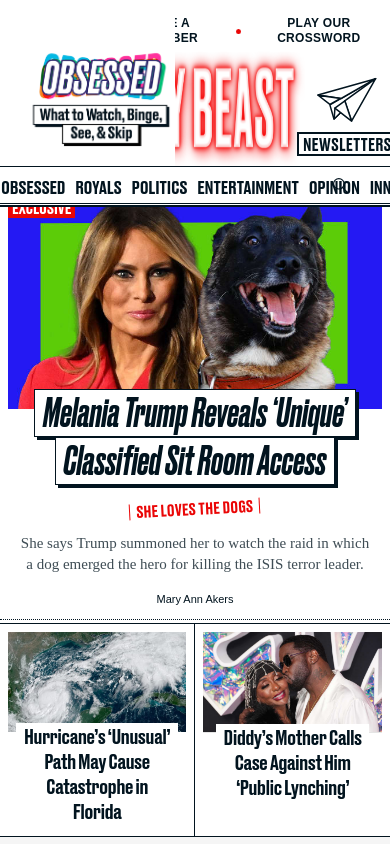 E A
BER
PLAY OUR
CROSSWORD
OBSESSED
What to Watch, Binge,
See, & Skip
Y BEAST
NEWSLETTERS
OBSESSED ROYALS POLITICS ENTERTAINMENT OPINION INN
EXCLUSIVE
Melania Trump Reveals ‘Unique’
Classified Sit Room Access
SHE LOVES THE DOGS
She says Trump summoned her to watch the raid in which
a dog emerged the hero for killing the ISIS terror leader.
Mary Ann Akers
Hurricane’s ‘Unusual’
Path May Cause
Catastrophe in
Florida
Diddy’s Mother Calls
Case Against Him
‘Public Lynching’